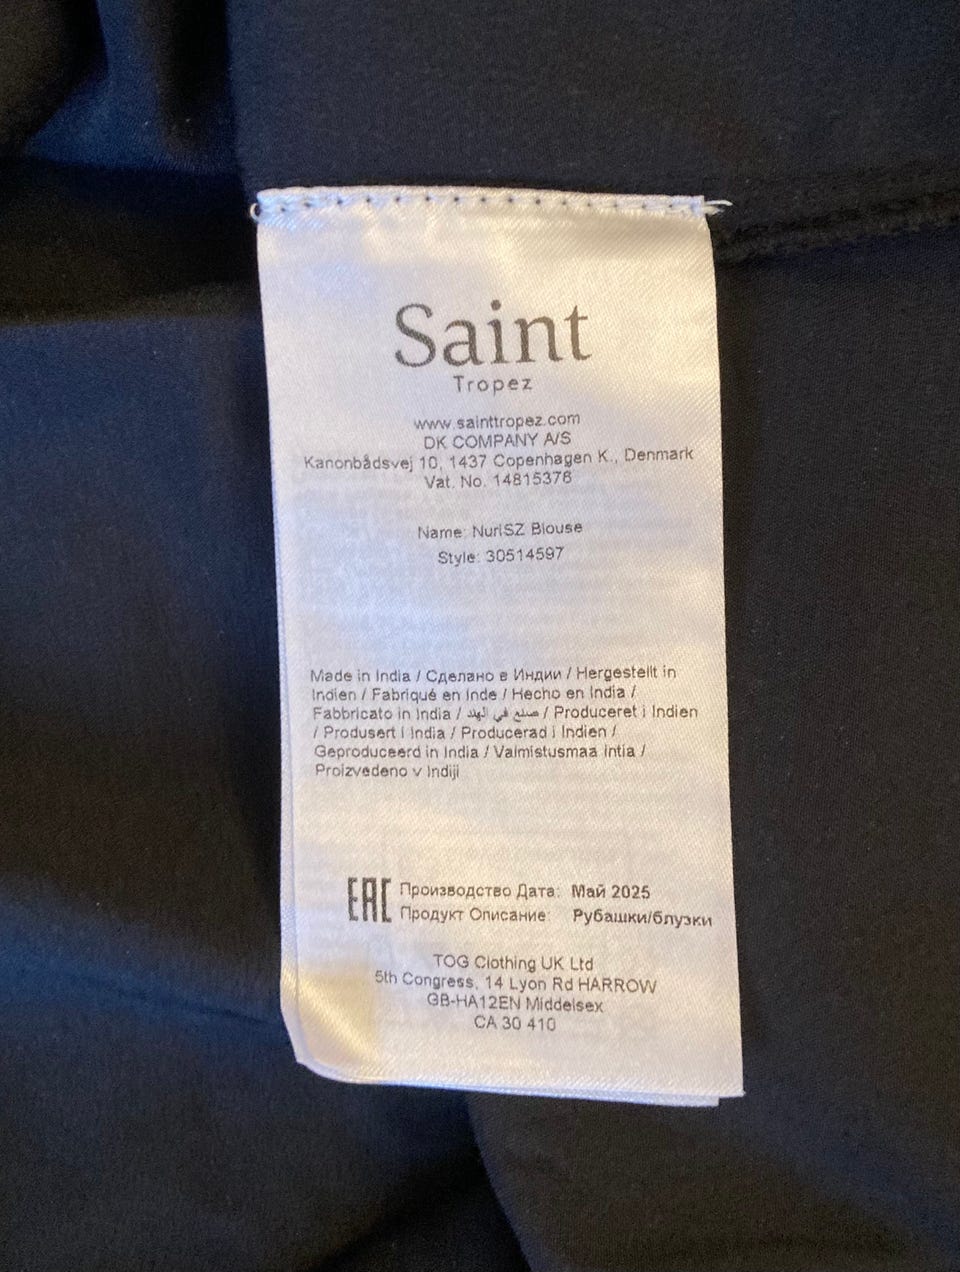 Saint
Tropez
www.sainttropez.com
DK COMPANY A/S
Kanonbådsvej 10, 1437 Copenhagen K., Denmark
Vat. No. 14815376
Name: NuriSZ Blouse
Style: 30514597
Made in India / Сделано в Индии / Hergestellt in
Indien / Fabriqué en Inde / Hecho en India /
Fabbricato in India / صنع في الهند / Produceret i Indien
/ Produsert i India / Producerad i Indien /
Geproduceerd in India / Valmistusmaa Intia /
Proizvedeno v Indiji
EAC Производство Дата: Май 2025
Продукт Описание: Рубашки/блузки
TOG Clothing UK Ltd
5th Congress, 14 Lyon Rd HARROW
GB-HA12EN Middelsex
CA 30 410